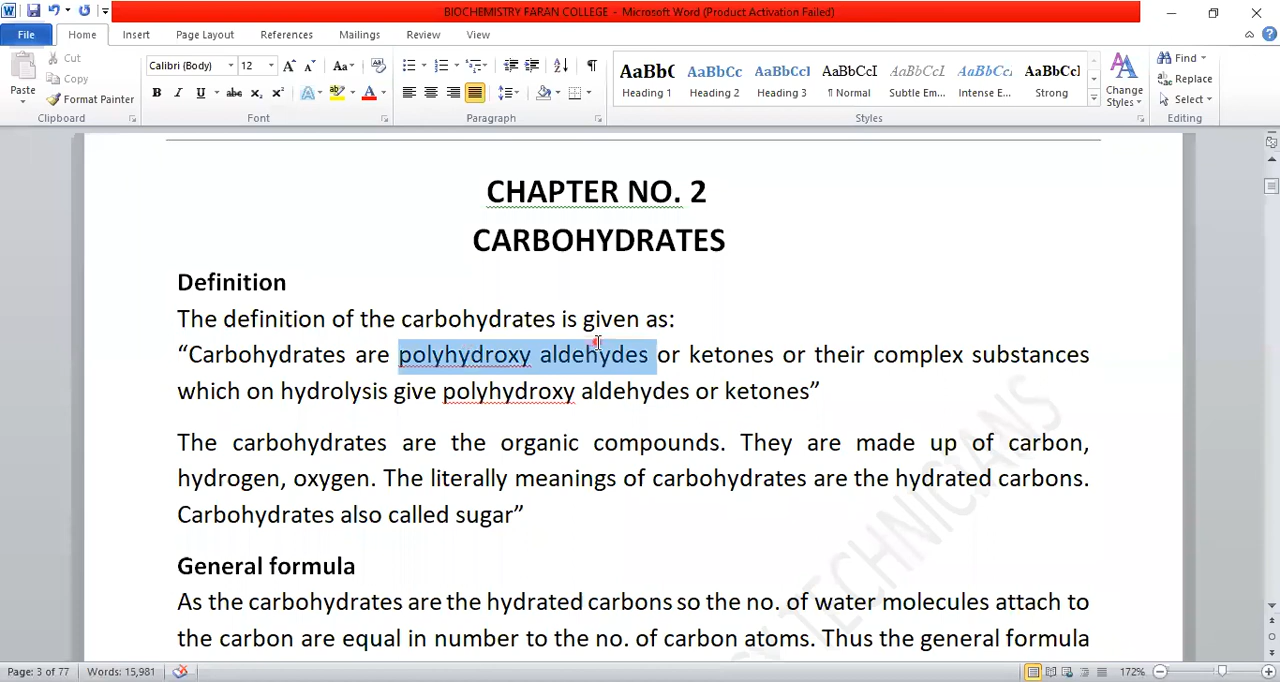 BIOCHEMISTRY FARAN COLLEGE - Microsoft Word (Product Activation Failed)
File Home Insert Page Layout References Mailings Review View
Cut
Copy
Format Painter
Paste
Calibri (Body) 12
AaBbC AaBbCc AaBbCcI AaBbCcI AaBbCcL AaBbCcI AaBbCcl
Heading 1 Heading 2 Heading 3 ¶ Normal Subtle Em... Intense E... Strong
Change Styles
Find
Replace
Select
Clipboard Font Paragraph Styles Editing
CHAPTER NO. 2
CARBOHYDRATES
Definition
The definition of the carbohydrates is given as:
“Carbohydrates are polyhydroxy aldehydes or ketones or their complex substances
which on hydrolysis give polyhydroxy aldehydes or ketones”
The carbohydrates are the organic compounds. They are made up of carbon,
hydrogen, oxygen. The literally meanings of carbohydrates are the hydrated carbons.
Carbohydrates also called sugar”
General formula
As the carbohydrates are the hydrated carbons so the no. of water molecules attach to
the carbon are equal in number to the no. of carbon atoms. Thus the general formula
TECHNICIANS
Page: 3 of 77 Words: 15,981 172%